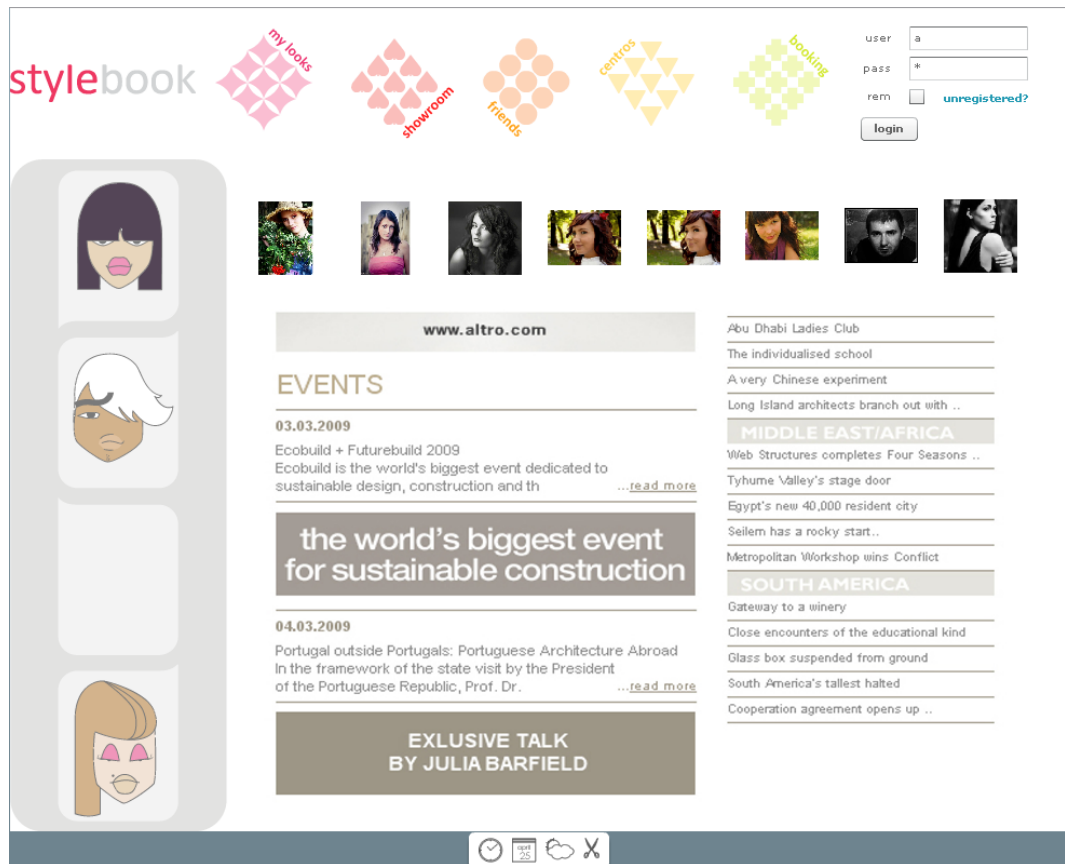 stylebook
my looks
showroom
friends
centros
booking
user a
pass *
rem unregistered?
login
www.altro.com
EVENTS
03.03.2009
Ecobuild + Futurebuild 2009
Ecobuild is the world's biggest event dedicated to
sustainable design, construction and th ...read more
the world's biggest event
for sustainable construction
04.03.2009
Portugal outside Portugals: Portuguese Architecture Abroad
In the framework of the state visit by the President
of the Portuguese Republic, Prof. Dr. ...read more
EXLUSIVE TALK
BY JULIA BARFIELD
Abu Dhabi Ladies Club
The individualised school
A very Chinese experiment
Long Island architects branch out with ..
MIDDLE EAST/AFRICA
Web Structures completes Four Seasons ..
Tyhume Valley's stage door
Egypt's new 40,000 resident city
Seilern has a rocky start..
Metropolitan Workshop wins Conflict
SOUTH AMERICA
Gateway to a winery
Close encounters of the educational kind
Glass box suspended from ground
South America's tallest halted
Cooperation agreement opens up ..
april
25